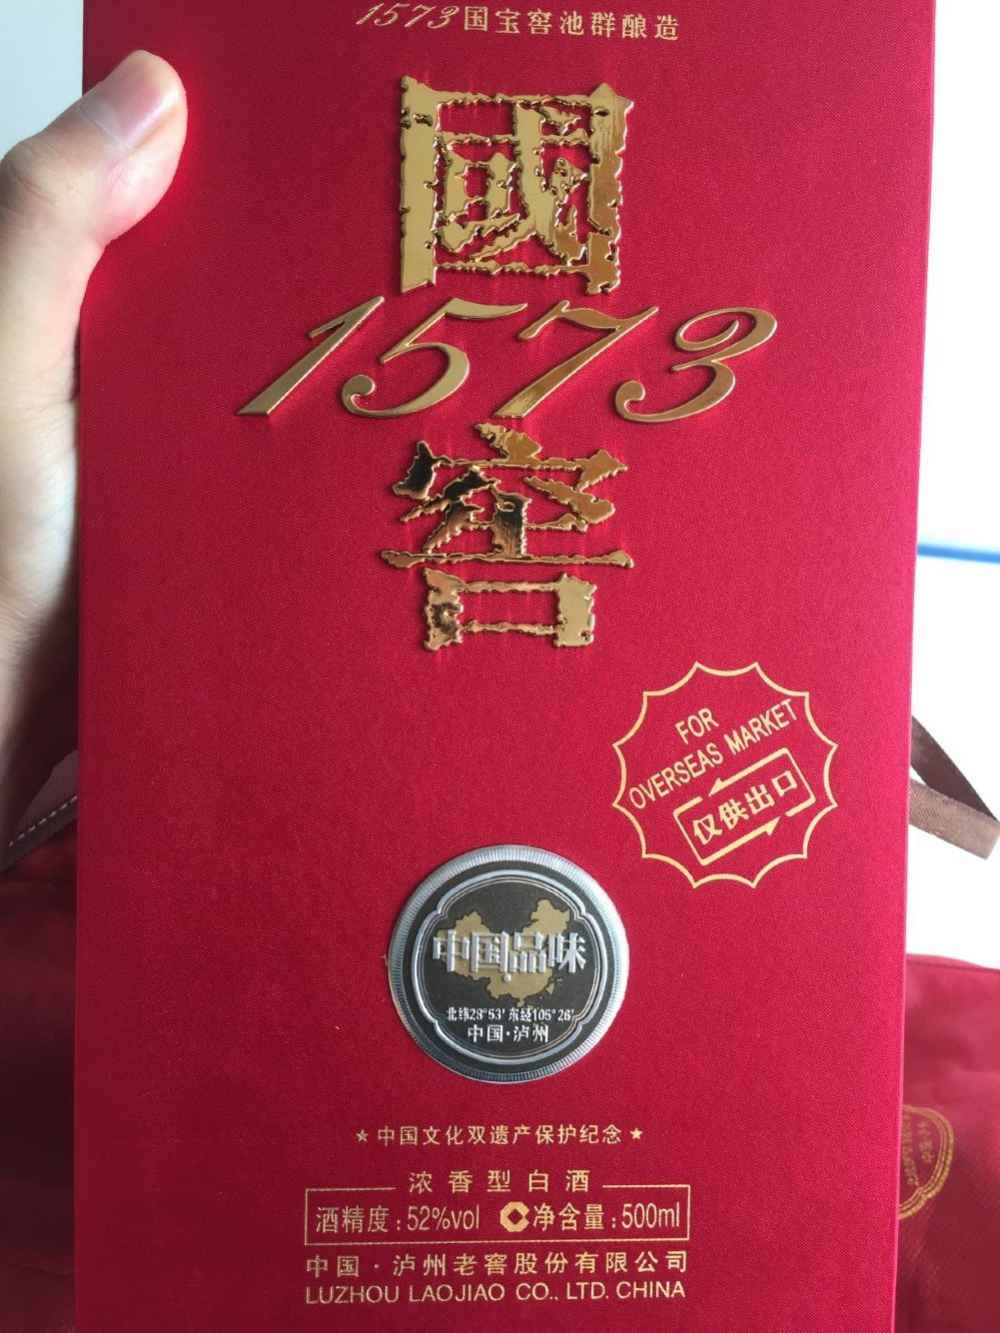 1573国宝窖池群酿造
國
1573
窖
FOR
OVERSEAS MARKET
仅供出口
中国品味
北纬28°53′东经105°26′
中国·泸州
★中国文化双遗产保护纪念★
浓香型白酒
酒精度:52%vol 净含量:500ml
中国·泸州老窖股份有限公司
LUZHOU LAOJIAO CO., LTD. CHINA